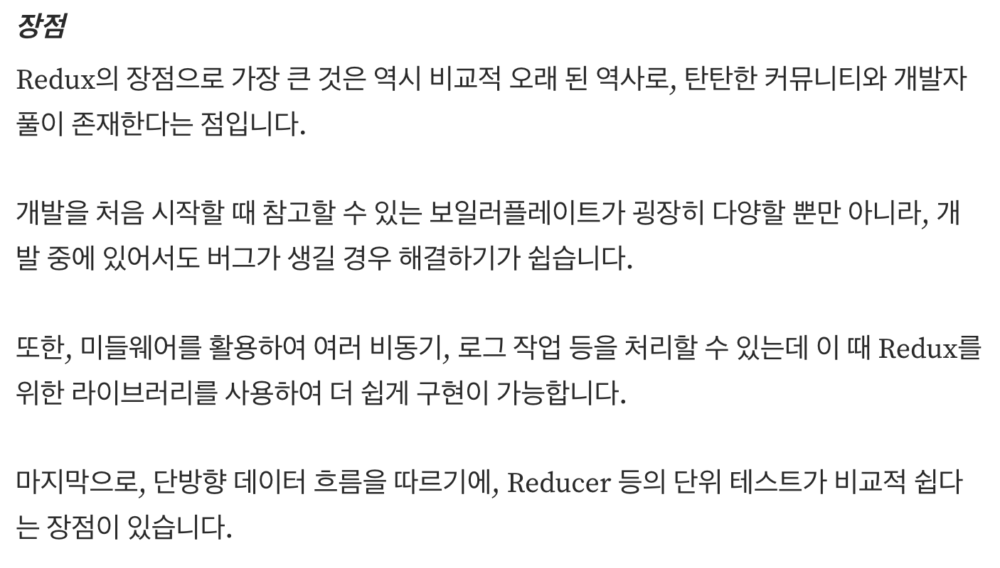 장점
Redux의 장점으로 가장 큰 것은 역시 비교적 오래 된 역사로, 탄탄한 커뮤니티와 개발자
풀이 존재한다는 점입니다.
개발을 처음 시작할 때 참고할 수 있는 보일러플레이트가 굉장히 다양할 뿐만 아니라, 개
발 중에 있어서도 버그가 생길 경우 해결하기가 쉽습니다.
또한, 미들웨어를 활용하여 여러 비동기, 로그 작업 등을 처리할 수 있는데 이 때 Redux를
위한 라이브러리를 사용하여 더 쉽게 구현이 가능합니다.
마지막으로, 단방향 데이터 흐름을 따르기에, Reducer 등의 단위 테스트가 비교적 쉽다
는 장점이 있습니다.